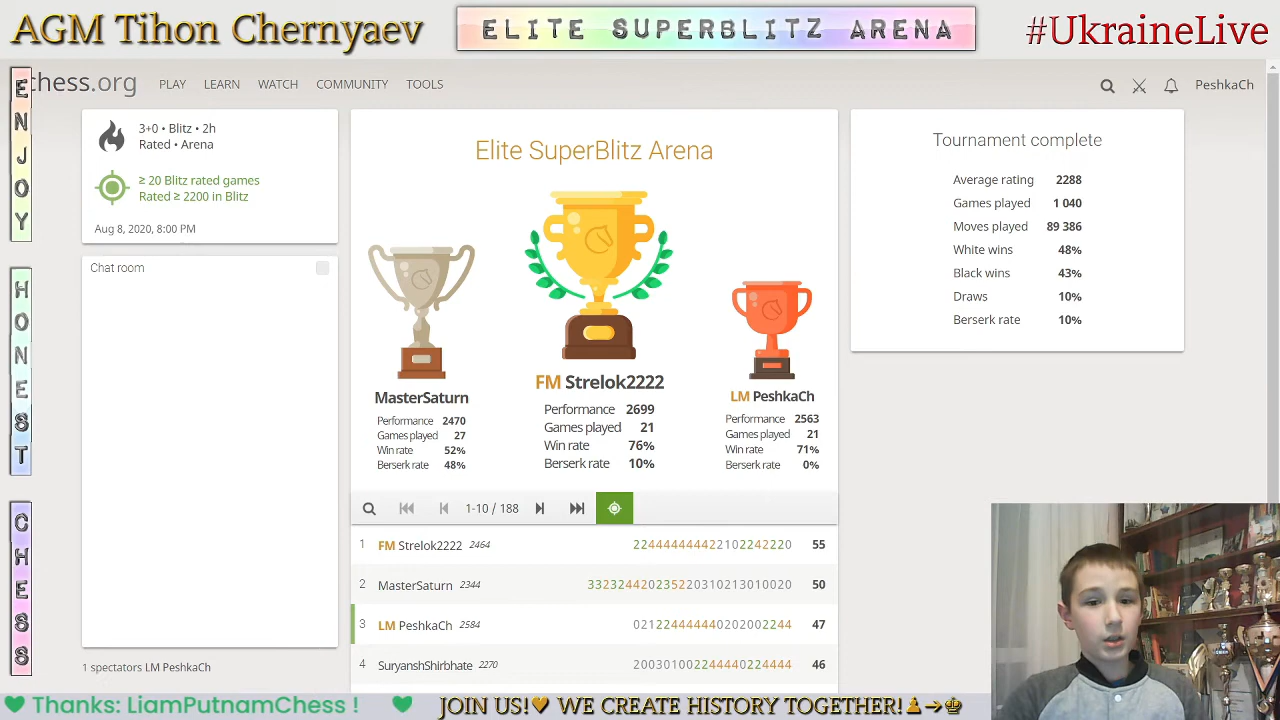 AGM Tihon Chernyaev
ELITE SUPERBLITZ ARENA
#UkraineLive
ENJOY
HONEST
CHESS
chess.org
PLAY LEARN WATCH COMMUNITY TOOLS
PeshkaCh
3+0 • Blitz • 2h
Rated • Arena
≥ 20 Blitz rated games
Rated ≥ 2200 in Blitz
Aug 8, 2020, 8:00 PM
Chat room
1 spectators LM PeshkaCh
Elite SuperBlitz Arena
MasterSaturn
Performance 2470
Games played 27
Win rate 52%
Berserk rate 48%
FM Strelok2222
Performance 2699
Games played 21
Win rate 76%
Berserk rate 10%
LM PeshkaCh
Performance 2563
Games played 21
Win rate 71%
Berserk rate 0%
1-10 / 188
1 FM Strelok2222 2464 224444444422102242220 55
2 MasterSaturn 2344 332324420235220310213010020 50
3 LM PeshkaCh 2584 021224444440202002244 47
4 SuryanshShirbhate 2270 200301002244440224444 46
Tournament complete
Average rating 2288
Games played 1 040
Moves played 89 386
White wins 48%
Black wins 43%
Draws 10%
Berserk rate 10%
Thanks: LiamPutnamChess !
JOIN US! WE CREATE HISTORY TOGETHER!